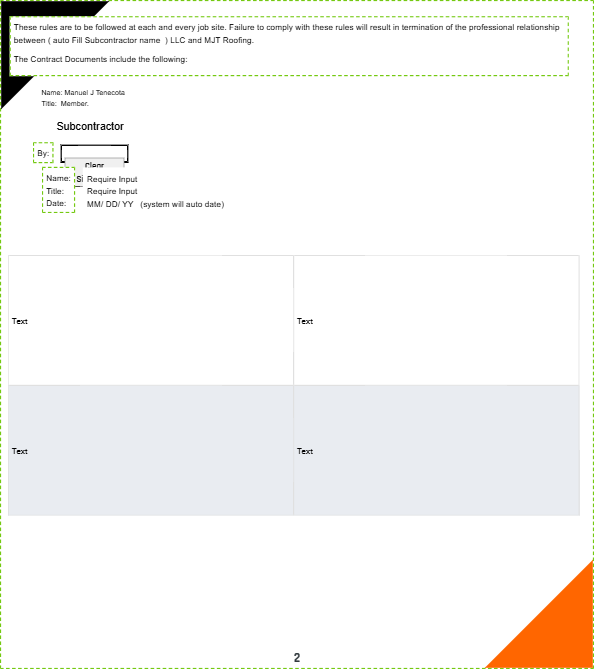 These rules are to be followed at each and every job site. Failure to comply with these rules will result in termination of the professional relationship
between ( auto Fill Subcontractor name ) LLC and MJT Roofing.
The Contract Documents include the following:
Name: Manuel J Tenecota
Title: Member.
Subcontractor
By:
Clear
Name: Si Require Input
Title: Require Input
Date: MM/ DD/ YY (system will auto date)
Text Text
Text Text
2